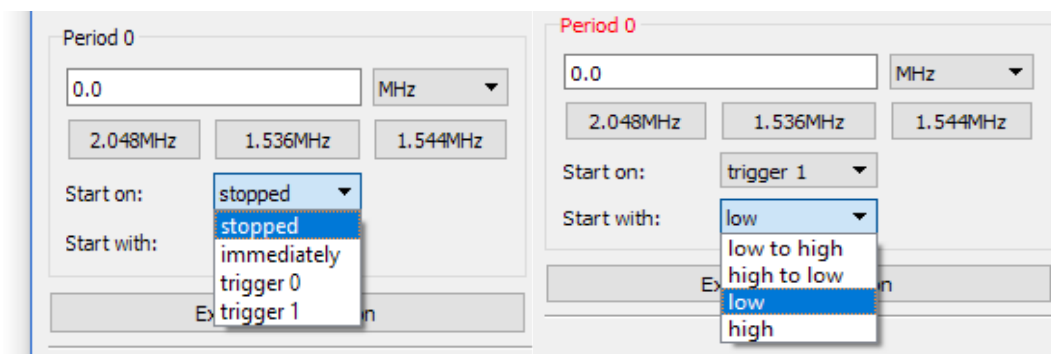 Period 0
0.0 MHz
2.048MHz 1.536MHz 1.544MHz
Start on: stopped
stopped
Start with:
immediately
trigger 0
trigger 1
Period 0
0.0 MHz
2.048MHz 1.536MHz 1.544MHz
Start on: trigger 1
Start with: low
low to high
high to low
low
high